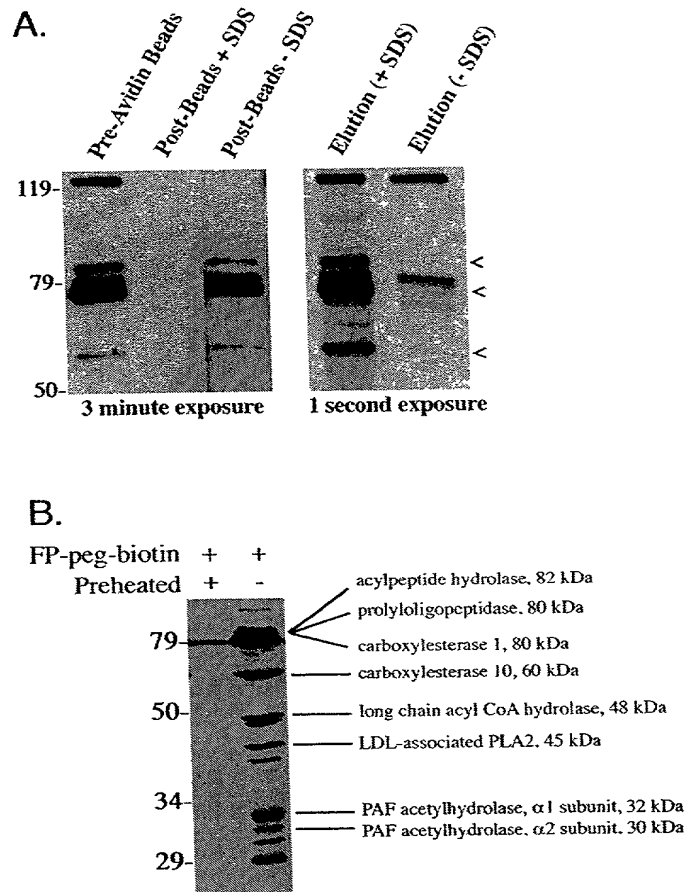 A.
Pre-Avidin Beads
Post-Beads + SDS
Post-Beads - SDS
Elution (+ SDS)
Elution (- SDS)
119-
79-
50-
<
<
<
3 minute exposure
1 second exposure
B.
FP-peg-biotin + +
Preheated + -
79-
50-
34-
29-
acylpeptide hydrolase, 82 kDa
prolyloligopeptidase, 80 kDa
carboxylesterase 1, 80 kDa
carboxylesterase 10, 60 kDa
long chain acyl CoA hydrolase, 48 kDa
LDL-associated PLA2, 45 kDa
PAF acetylhydrolase, α1 subunit, 32 kDa
PAF acetylhydrolase, α2 subunit, 30 kDa